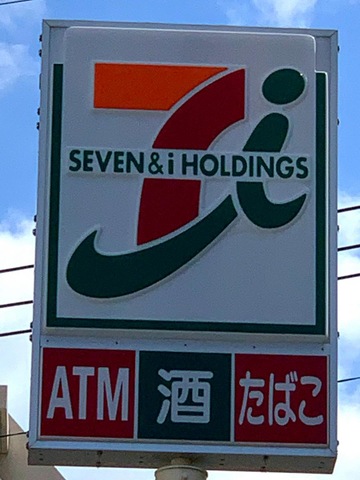 SEVEN&i HOLDINGS
ATM 酒 たばこ